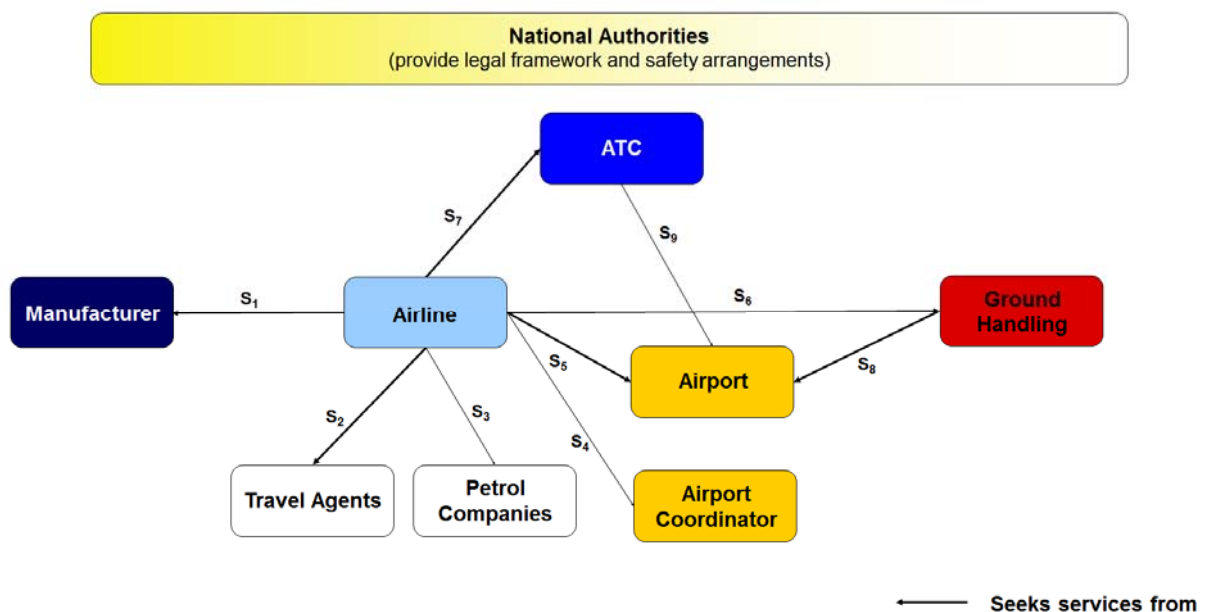 National Authorities
(provide legal framework and safety arrangements)
ATC
S₇
S₉
Manufacturer
S₁
Airline
S₆
Ground
Handling
S₅
Airport
S₈
S₂
S₃
S₄
Travel Agents
Petrol
Companies
Airport
Coordinator
Seeks services from